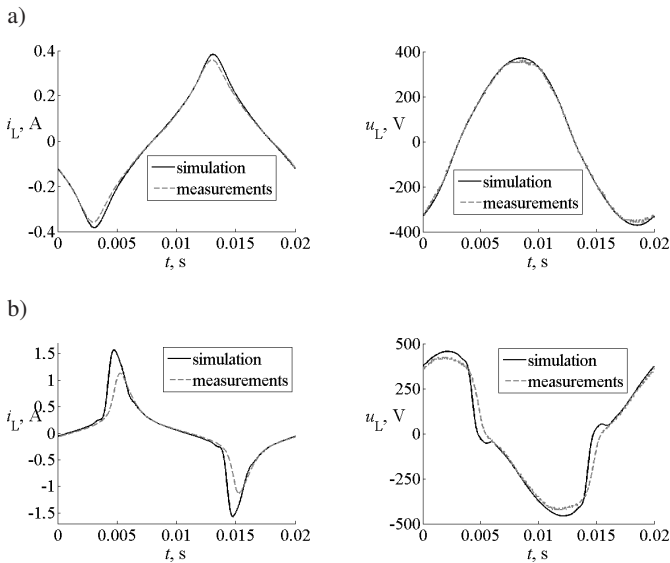 a)
0.4
0.2
0
-0.2
-0.4
i_L, A
simulation
measurements
0
0.005
0.01
0.015
0.02
t, s
400
200
0
-200
-400
u_L, V
simulation
measurements
0
0.005
0.01
0.015
0.02
t, s
b)
1.5
1
0.5
0
-0.5
-1
-1.5
i_L, A
simulation
measurements
0
0.005
0.01
0.015
0.02
t, s
500
250
0
-250
-500
u_L, V
simulation
measurements
0
0.005
0.01
0.015
0.02
t, s